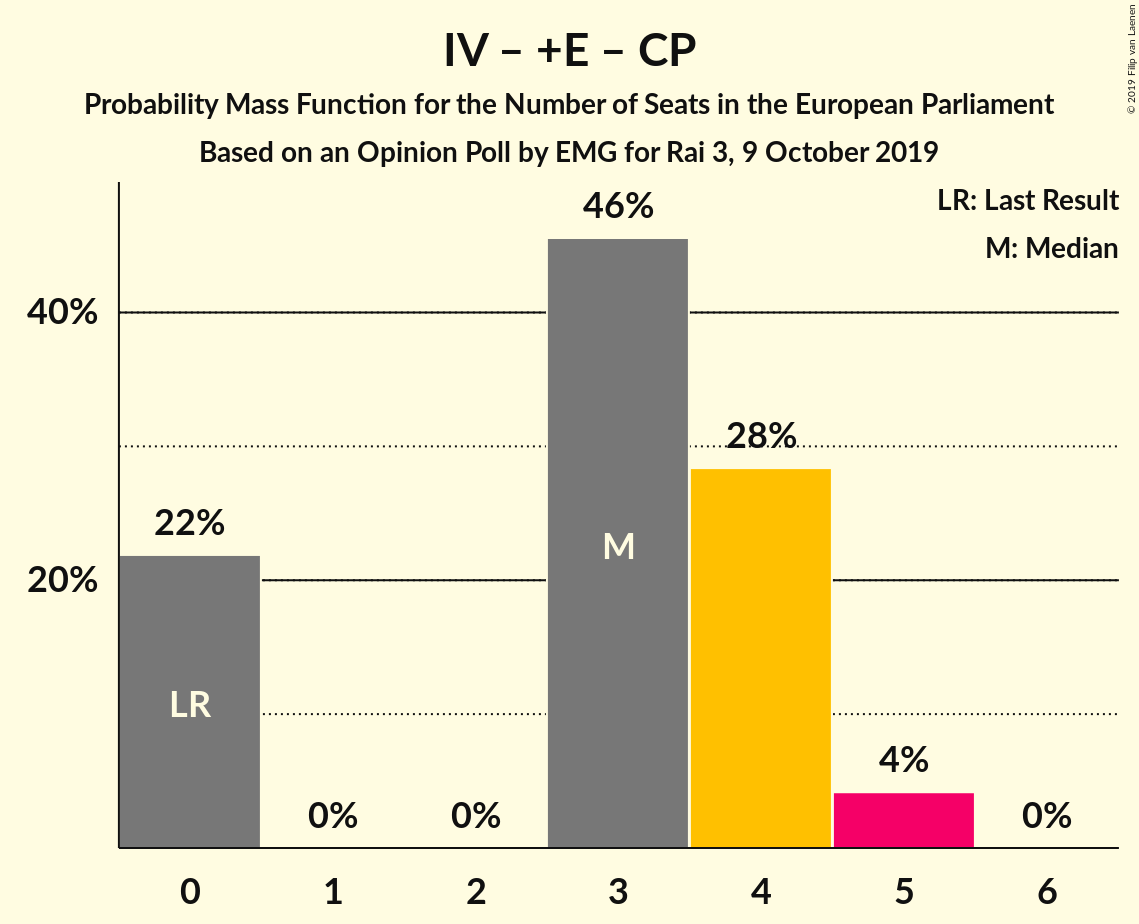 IV – +E – CP
Probability Mass Function for the Number of Seats in the European Parliament
Based on an Opinion Poll by EMG for Rai 3, 9 October 2019
© 2019 Filip van Laenen
LR: Last Result
M: Median
46%
40%
28%
22%
20%
M
LR
4%
0%
0%
0%
0 1 2 3 4 5 6